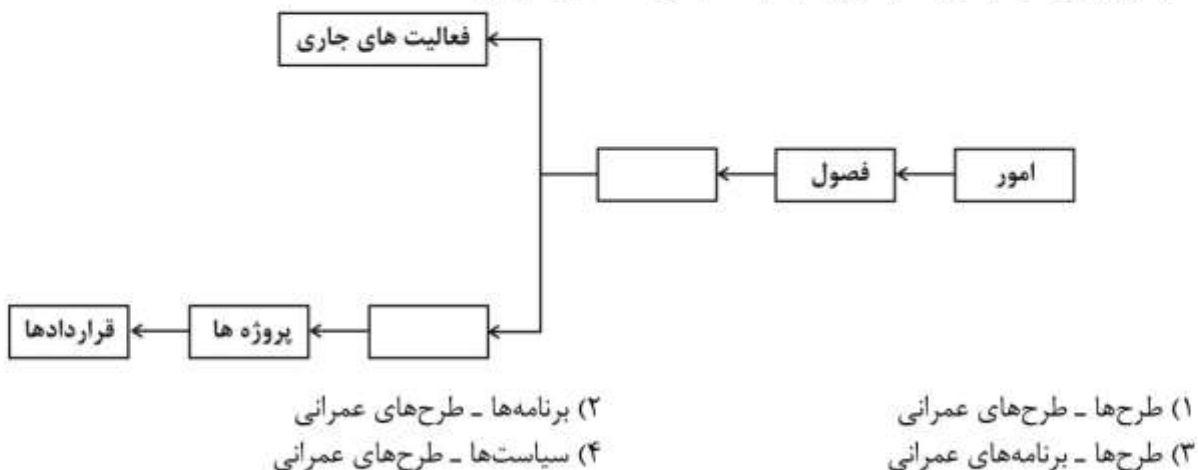 فعالیت های جاری
امور
فصول
پروژه ها
قراردادها
۱) طرح‌ها ـ طرح‌های عمرانی
۲) برنامه‌ها ـ طرح‌های عمرانی
۳) طرح‌ها ـ برنامه‌های عمرانی
۴) سیاست‌ها ـ طرح‌های عمرانی